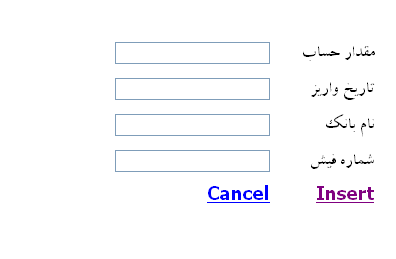 مقدار حساب
تاریخ واریز
نام بانک
شماره فیش
Insert Cancel